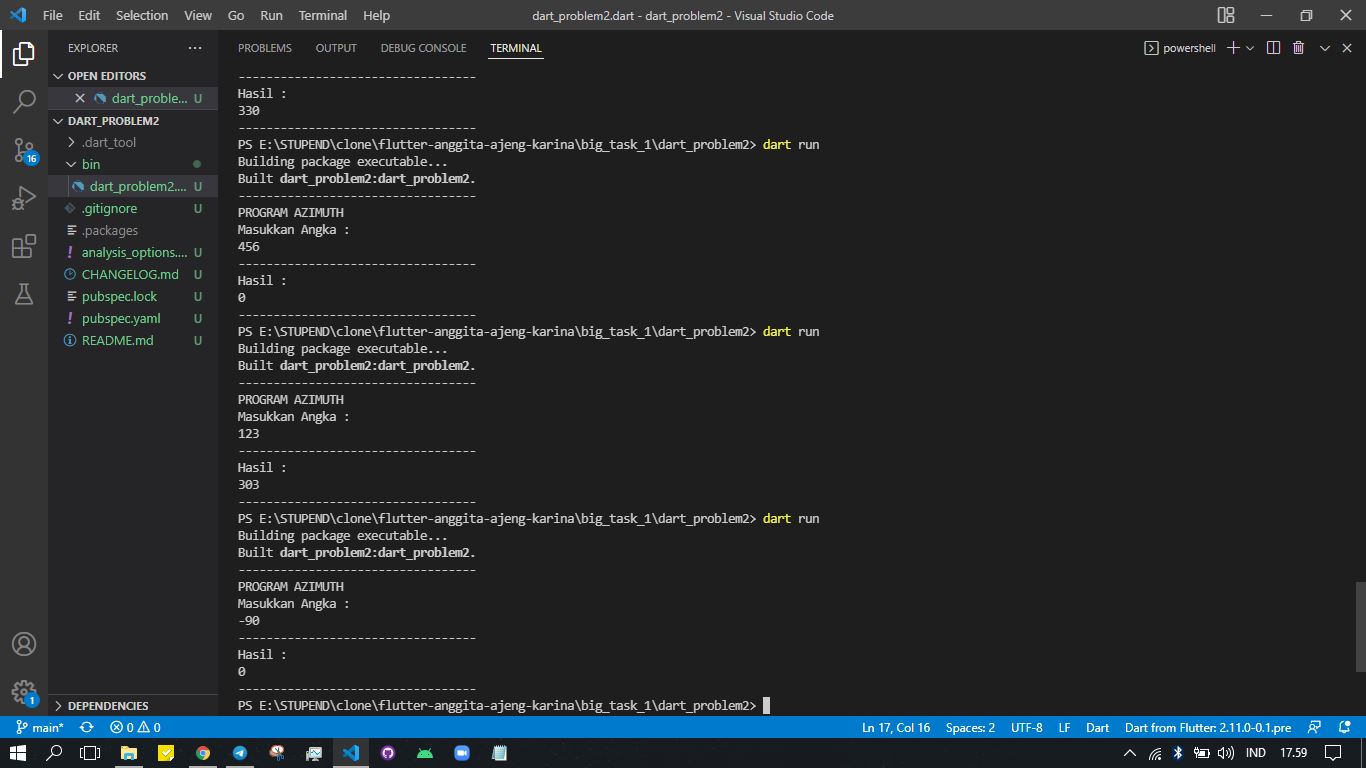 File Edit Selection View Go Run Terminal Help dart_problem2.dart - dart_problem2 - Visual Studio Code
EXPLORER ...
OPEN EDITORS
dart_proble... U
DART_PROBLEM2
.dart_tool
bin
dart_problem2.... U
.gitignore U
.packages
analysis_options.... U
CHANGELOG.md U
pubspec.lock U
pubspec.yaml U
README.md U
DEPENDENCIES
16
1
PROBLEMS OUTPUT DEBUG CONSOLE TERMINAL powershell
----------------------------------
Hasil :
330
----------------------------------
PS E:\STUPEND\clone\flutter-anggita-ajeng-karina\big_task_1\dart_problem2> dart run
Building package executable...
Built dart_problem2:dart_problem2.
----------------------------------
PROGRAM AZIMUTH
Masukkan Angka :
456
----------------------------------
Hasil :
0
----------------------------------
PS E:\STUPEND\clone\flutter-anggita-ajeng-karina\big_task_1\dart_problem2> dart run
Building package executable...
Built dart_problem2:dart_problem2.
----------------------------------
PROGRAM AZIMUTH
Masukkan Angka :
123
----------------------------------
Hasil :
303
----------------------------------
PS E:\STUPEND\clone\flutter-anggita-ajeng-karina\big_task_1\dart_problem2> dart run
Building package executable...
Built dart_problem2:dart_problem2.
----------------------------------
PROGRAM AZIMUTH
Masukkan Angka :
-90
----------------------------------
Hasil :
0
----------------------------------
PS E:\STUPEND\clone\flutter-anggita-ajeng-karina\big_task_1\dart_problem2>
main* 0 0 Ln 17, Col 16 Spaces: 2 UTF-8 LF Dart Dart from Flutter: 2.11.0-0.1.pre
IND 17.59